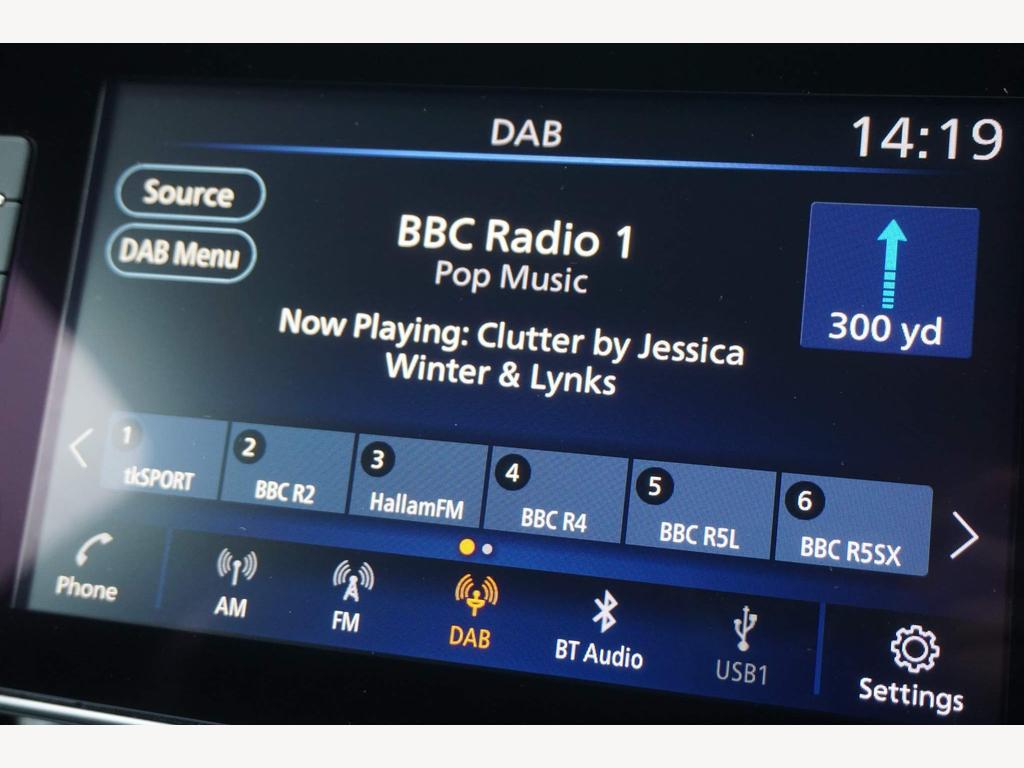 DAB
14:19
Source
DAB Menu
BBC Radio 1
Pop Music
300 yd
Now Playing: Clutter by Jessica
Winter & Lynks
1
tkSPORT
2
BBC R2
3
HallamFM
4
BBC R4
5
BBC R5L
6
BBC R5SX
Phone
AM
FM
DAB
BT Audio
USB1
Settings